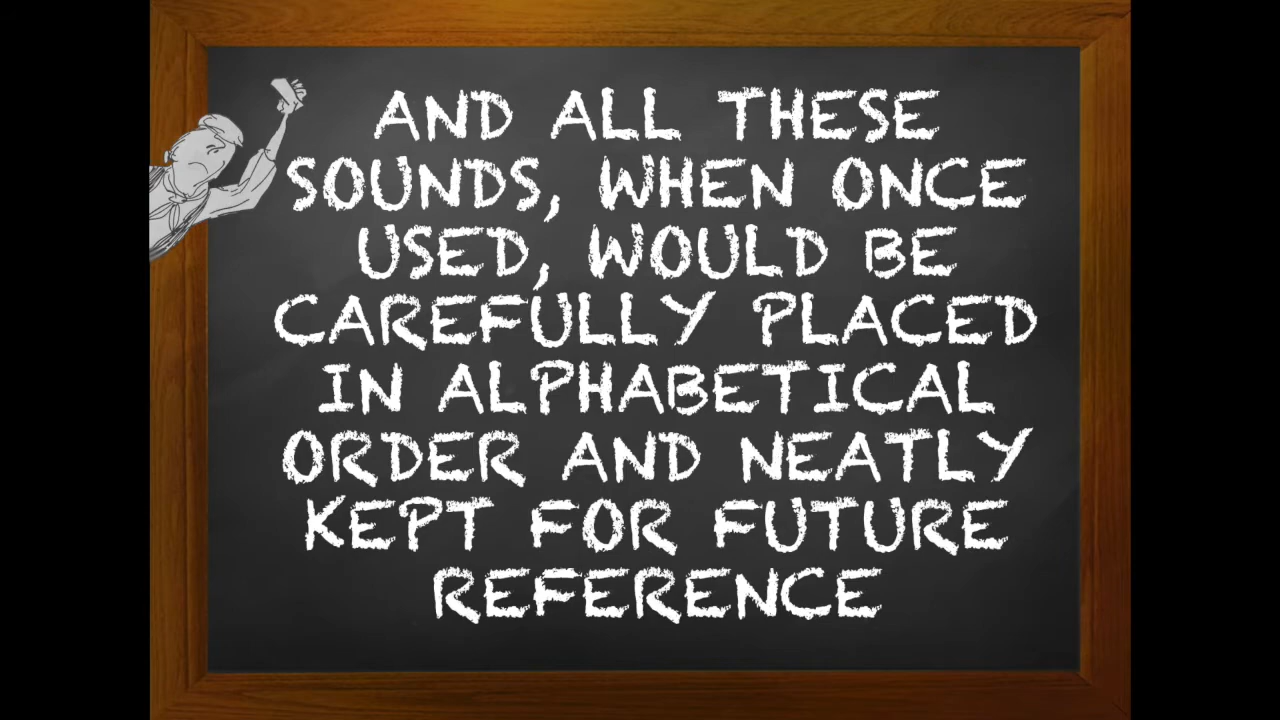 AND ALL THESE
SOUNDS, WHEN ONCE
USED, WOULD BE
CAREFULLY PLACED
IN ALPHABETICAL
ORDER AND NEATLY
KEPT FOR FUTURE
REFERENCE